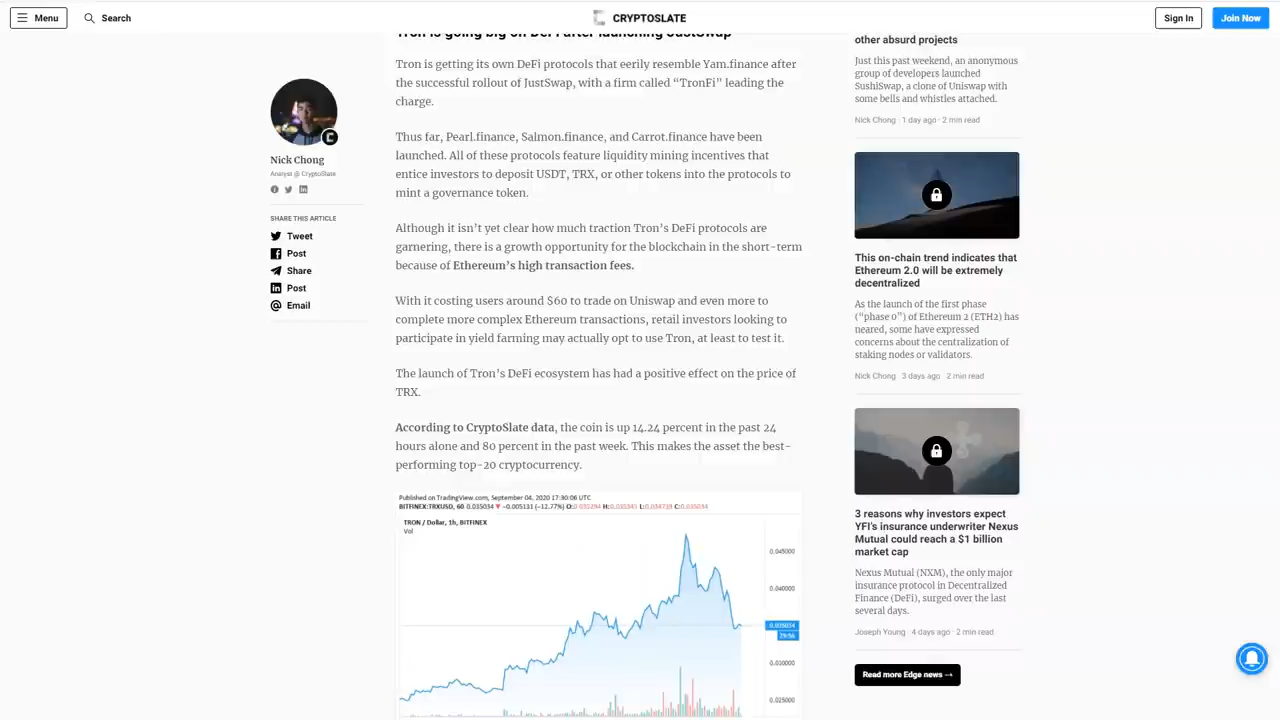 Menu
Search
CRYPTOSLATE
Sign In
Join Now
Tron is going big on DeFi after launching JustSwap
Nick Chong
Analyst @ CryptoSlate
SHARE THIS ARTICLE
Tweet
Post
Share
Post
Email
Tron is getting its own DeFi protocols that eerily resemble Yam.finance after
the successful rollout of JustSwap, with a firm called “TronFi” leading the
charge.
Thus far, Pearl.finance, Salmon.finance, and Carrot.finance have been
launched. All of these protocols feature liquidity mining incentives that
entice investors to deposit USDT, TRX, or other tokens into the protocols to
mint a governance token.
Although it isn’t yet clear how much traction Tron’s DeFi protocols are
garnering, there is a growth opportunity for the blockchain in the short-term
because of Ethereum’s high transaction fees.
With it costing users around $60 to trade on Uniswap and even more to
complete more complex Ethereum transactions, retail investors looking to
participate in yield farming may actually opt to use Tron, at least to test it.
The launch of Tron’s DeFi ecosystem has had a positive effect on the price of
TRX.
According to CryptoSlate data, the coin is up 14.24 percent in the past 24
hours alone and 80 percent in the past week. This makes the asset the best-
performing top-20 cryptocurrency.
Published on TradingView.com, September 04, 2020 17:30:06 UTC
BITFINEX:TRXUSD, 60 0.035034 ▼ −0.005131 (−12.77%) O:0.035294 H:0.035343 L:0.034739 C:0.035034
TRON / Dollar, 1h, BITFINEX
Vol
0.045000
0.040000
0.035034
29:56
0.030000
0.025000
other absurd projects
Just this past weekend, an anonymous
group of developers launched
SushiSwap, a clone of Uniswap with
some bells and whistles attached.
Nick Chong · 1 day ago · 2 min read
This on-chain trend indicates that
Ethereum 2.0 will be extremely
decentralized
As the launch of the first phase
(“phase 0”) of Ethereum 2 (ETH2) has
neared, some have expressed
concerns about the centralization of
staking nodes or validators.
Nick Chong · 3 days ago · 2 min read
3 reasons why investors expect
YFI’s insurance underwriter Nexus
Mutual could reach a $1 billion
market cap
Nexus Mutual (NXM), the only major
insurance protocol in Decentralized
Finance (DeFi), surged over the last
several days.
Joseph Young · 4 days ago · 2 min read
Read more Edge news →